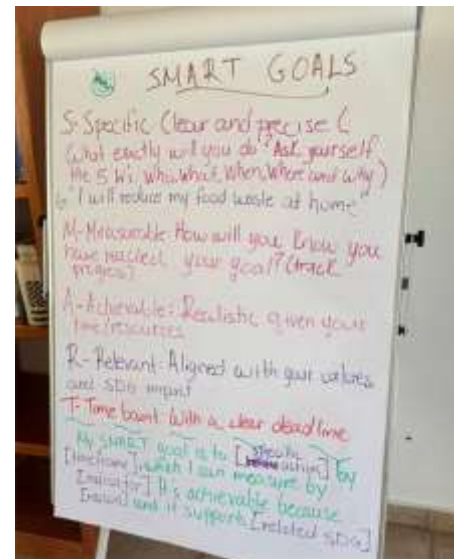 SMART GOALS
S-Specific Clear and precise (
(what exactly will you do? Ask yourself
the 5 W's, who, what, When, Where and why)
"I will reduce my food waste at home"
M-Measurable: How will you know you
have reached your goal? (track
progress)
A-Achievable: Realistic given your
time/resources
R-Relevant: Aligned with your values
and SDG impact
T-Time bount with a clear deadline
My SMART goal is to [specific action] by
[timeframe], which I can measure by
[indicator] It's achievable because
[reason] and it supports [related SDG]